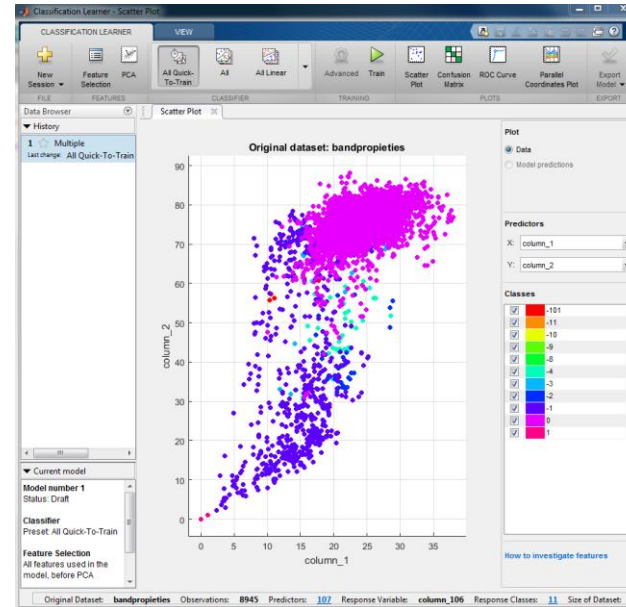 Classification Learner - Scatter Plot
CLASSIFICATION LEARNER VIEW
New Session
Feature Selection
PCA
All Quick-To-Train
All
All Linear
Advanced
Train
Scatter Plot
Confusion Matrix
ROC Curve
Parallel Coordinates Plot
Export Model
FILE FEATURES CLASSIFIER TRAINING PLOTS EXPORT
Data Browser
Scatter Plot
History
1 Multiple
Last change: All Quick-To-Train
Original dataset: bandpropieties
90
80
70
60
50
40
30
20
10
0
column_2
0 5 10 15 20 25 30 35
column_1
Plot
Data
Model predictions
Predictors
X: column_1
Y: column_2
Classes
-101
-11
-10
-9
-8
-4
-3
-2
-1
0
1
How to investigate features
Current model
Model number 1
Status: Draft
Classifier
Preset: All Quick-To-Train
Feature Selection
All features used in the
model, before PCA
Original Dataset: bandpropieties Observations: 8945 Predictors: 107 Response Variable: column_106 Response Classes: 11 Size of Dataset: